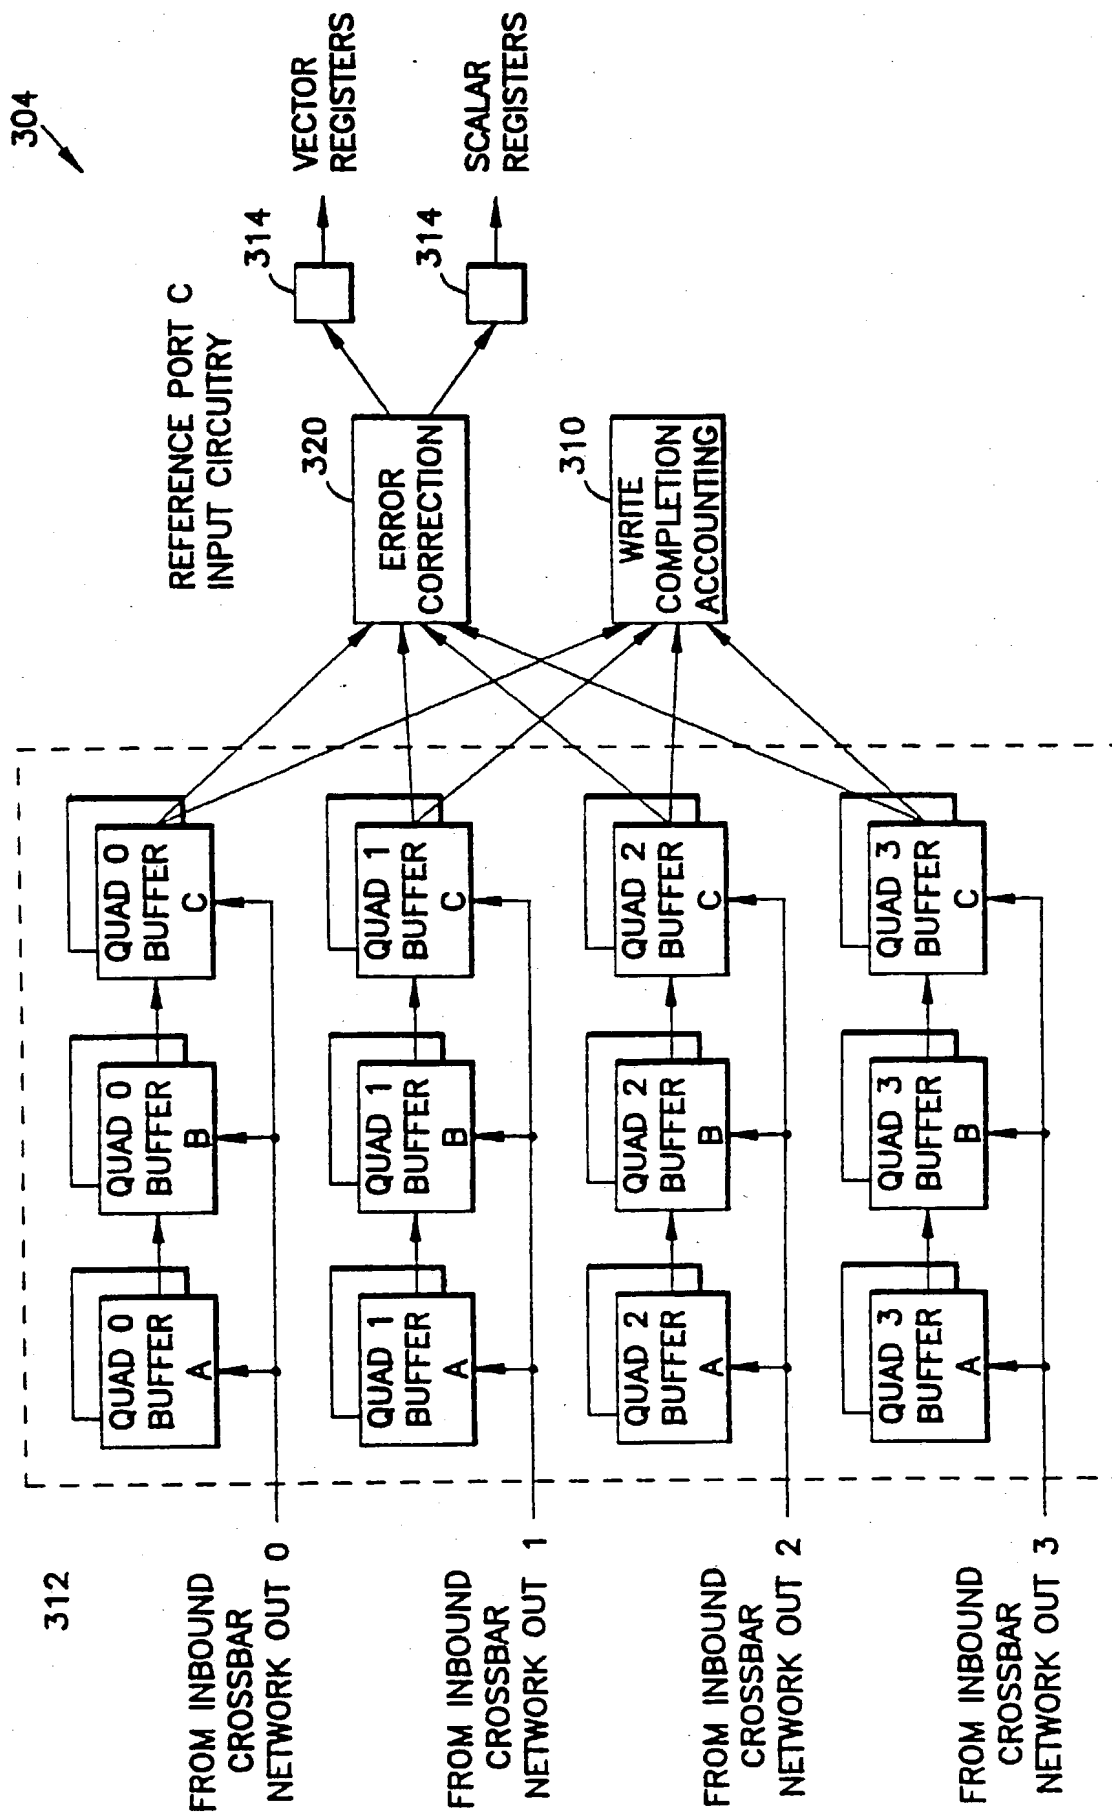 304
REFERENCE PORT C
INPUT CIRCUITRY
312
FROM INBOUND
CROSSBAR
NETWORK OUT 0
QUAD 0
BUFFER
A
QUAD 0
BUFFER
B
QUAD 0
BUFFER
C
FROM INBOUND
CROSSBAR
NETWORK OUT 1
QUAD 1
BUFFER
A
QUAD 1
BUFFER
B
QUAD 1
BUFFER
C
FROM INBOUND
CROSSBAR
NETWORK OUT 2
QUAD 2
BUFFER
A
QUAD 2
BUFFER
B
QUAD 2
BUFFER
C
FROM INBOUND
CROSSBAR
NETWORK OUT 3
QUAD 3
BUFFER
A
QUAD 3
BUFFER
B
QUAD 3
BUFFER
C
320
ERROR
CORRECTION
310
WRITE
COMPLETION
ACCOUNTING
314
VECTOR
REGISTERS
314
SCALAR
REGISTERS